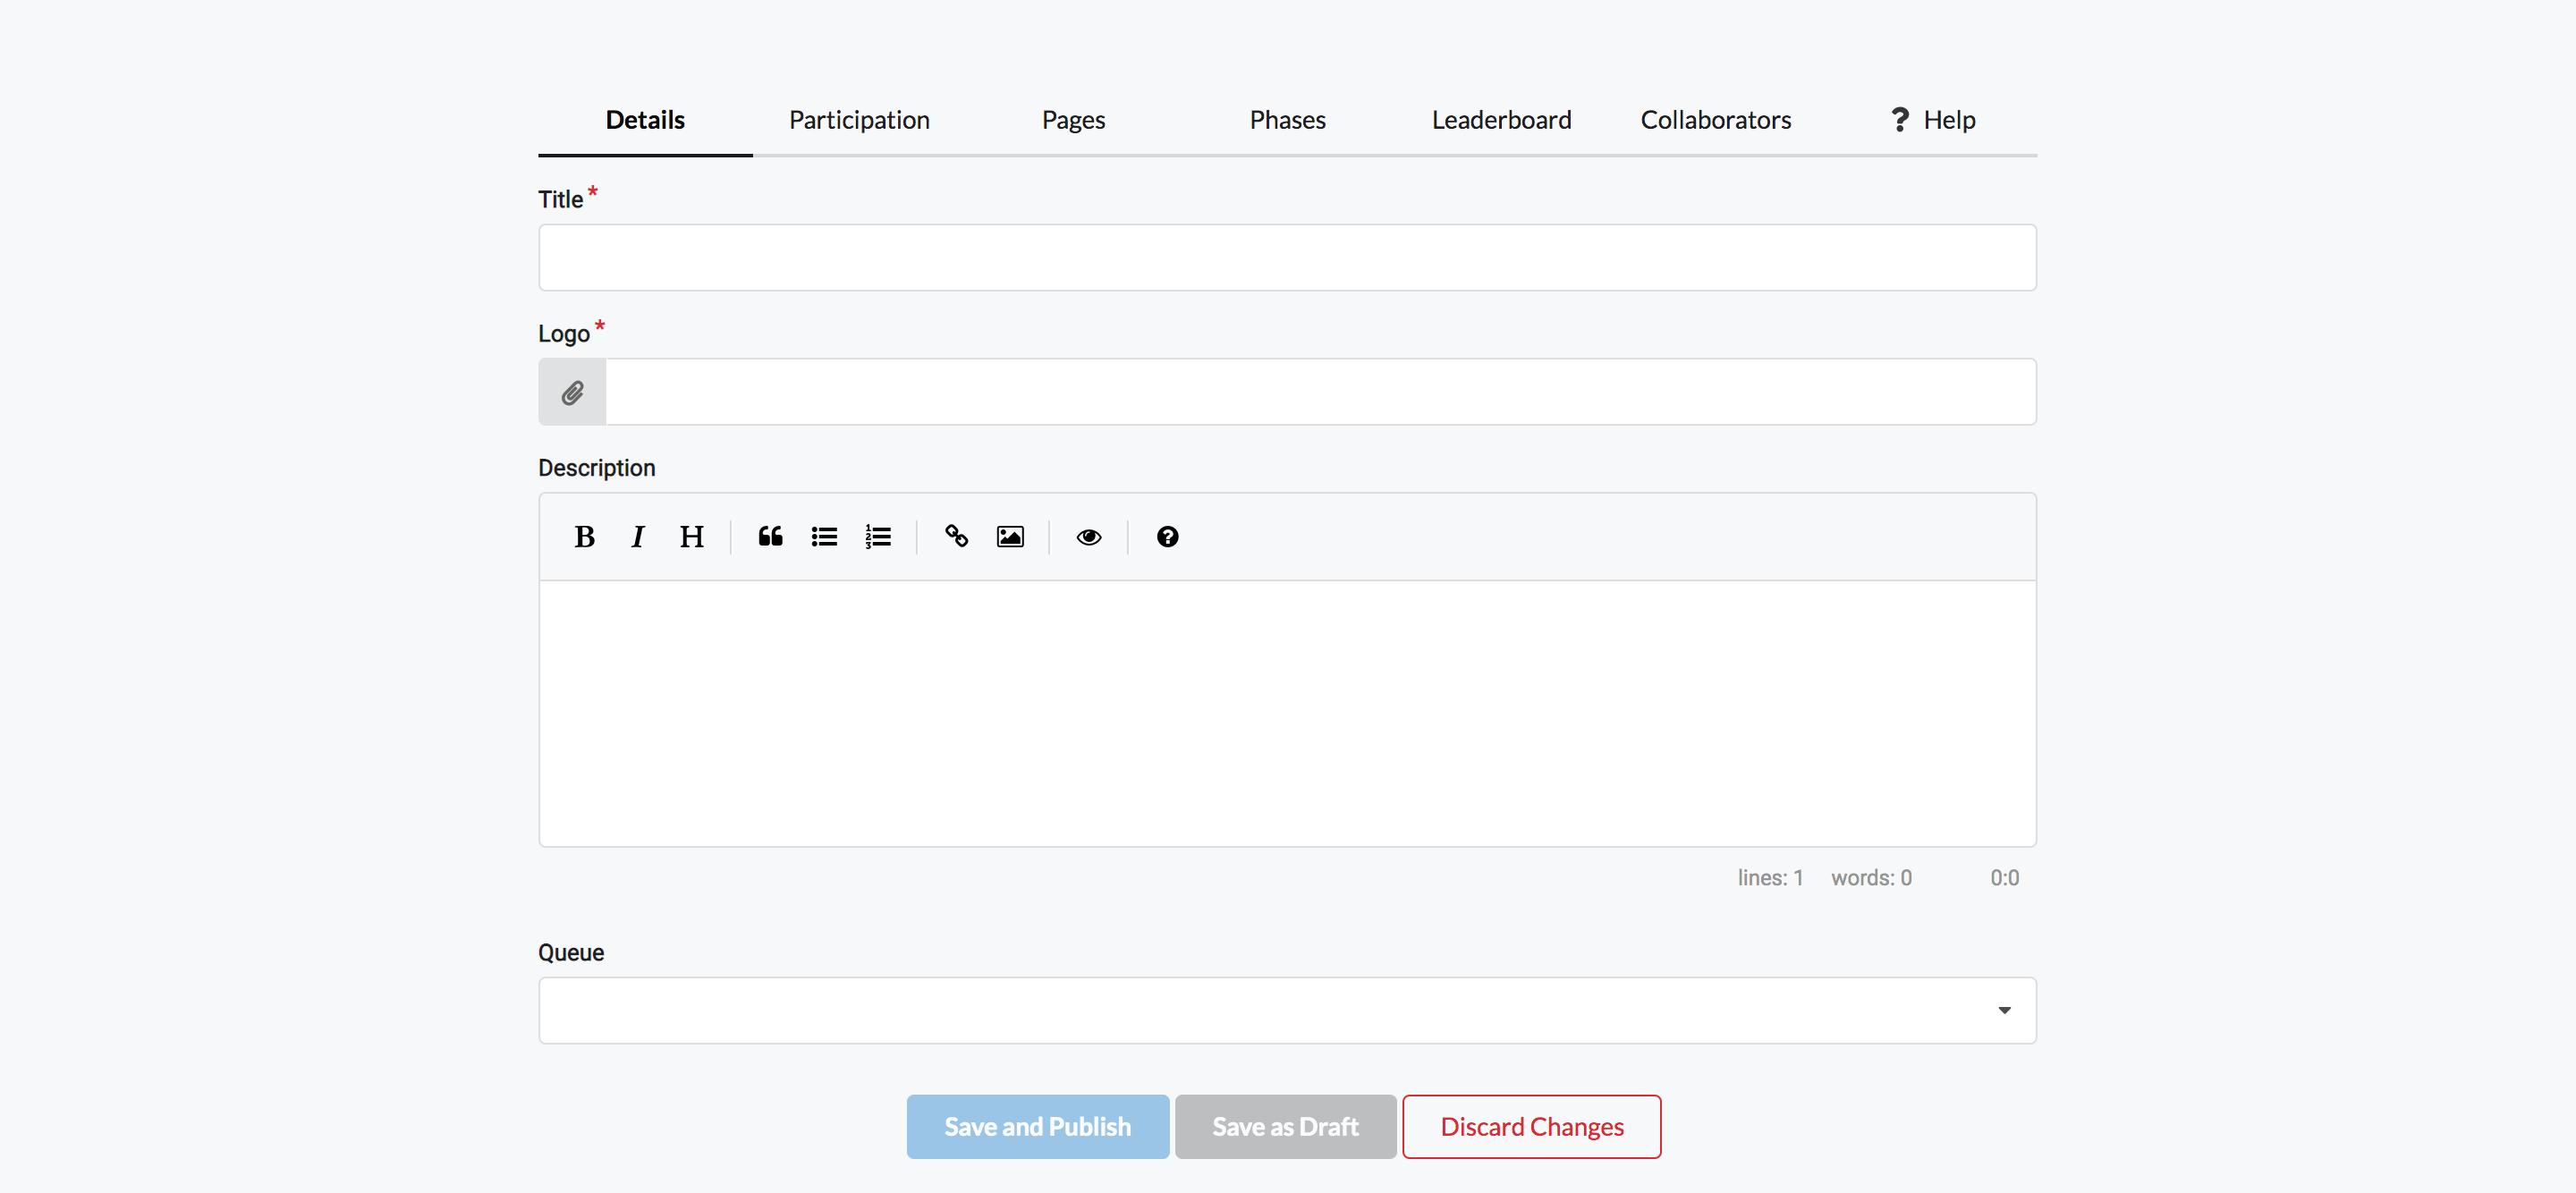 Details Participation Pages Phases Leaderboard Collaborators ? Help
Title *
Logo *
Description
B I H
lines: 1 words: 0 0:0
Queue
Save and Publish Save as Draft Discard Changes